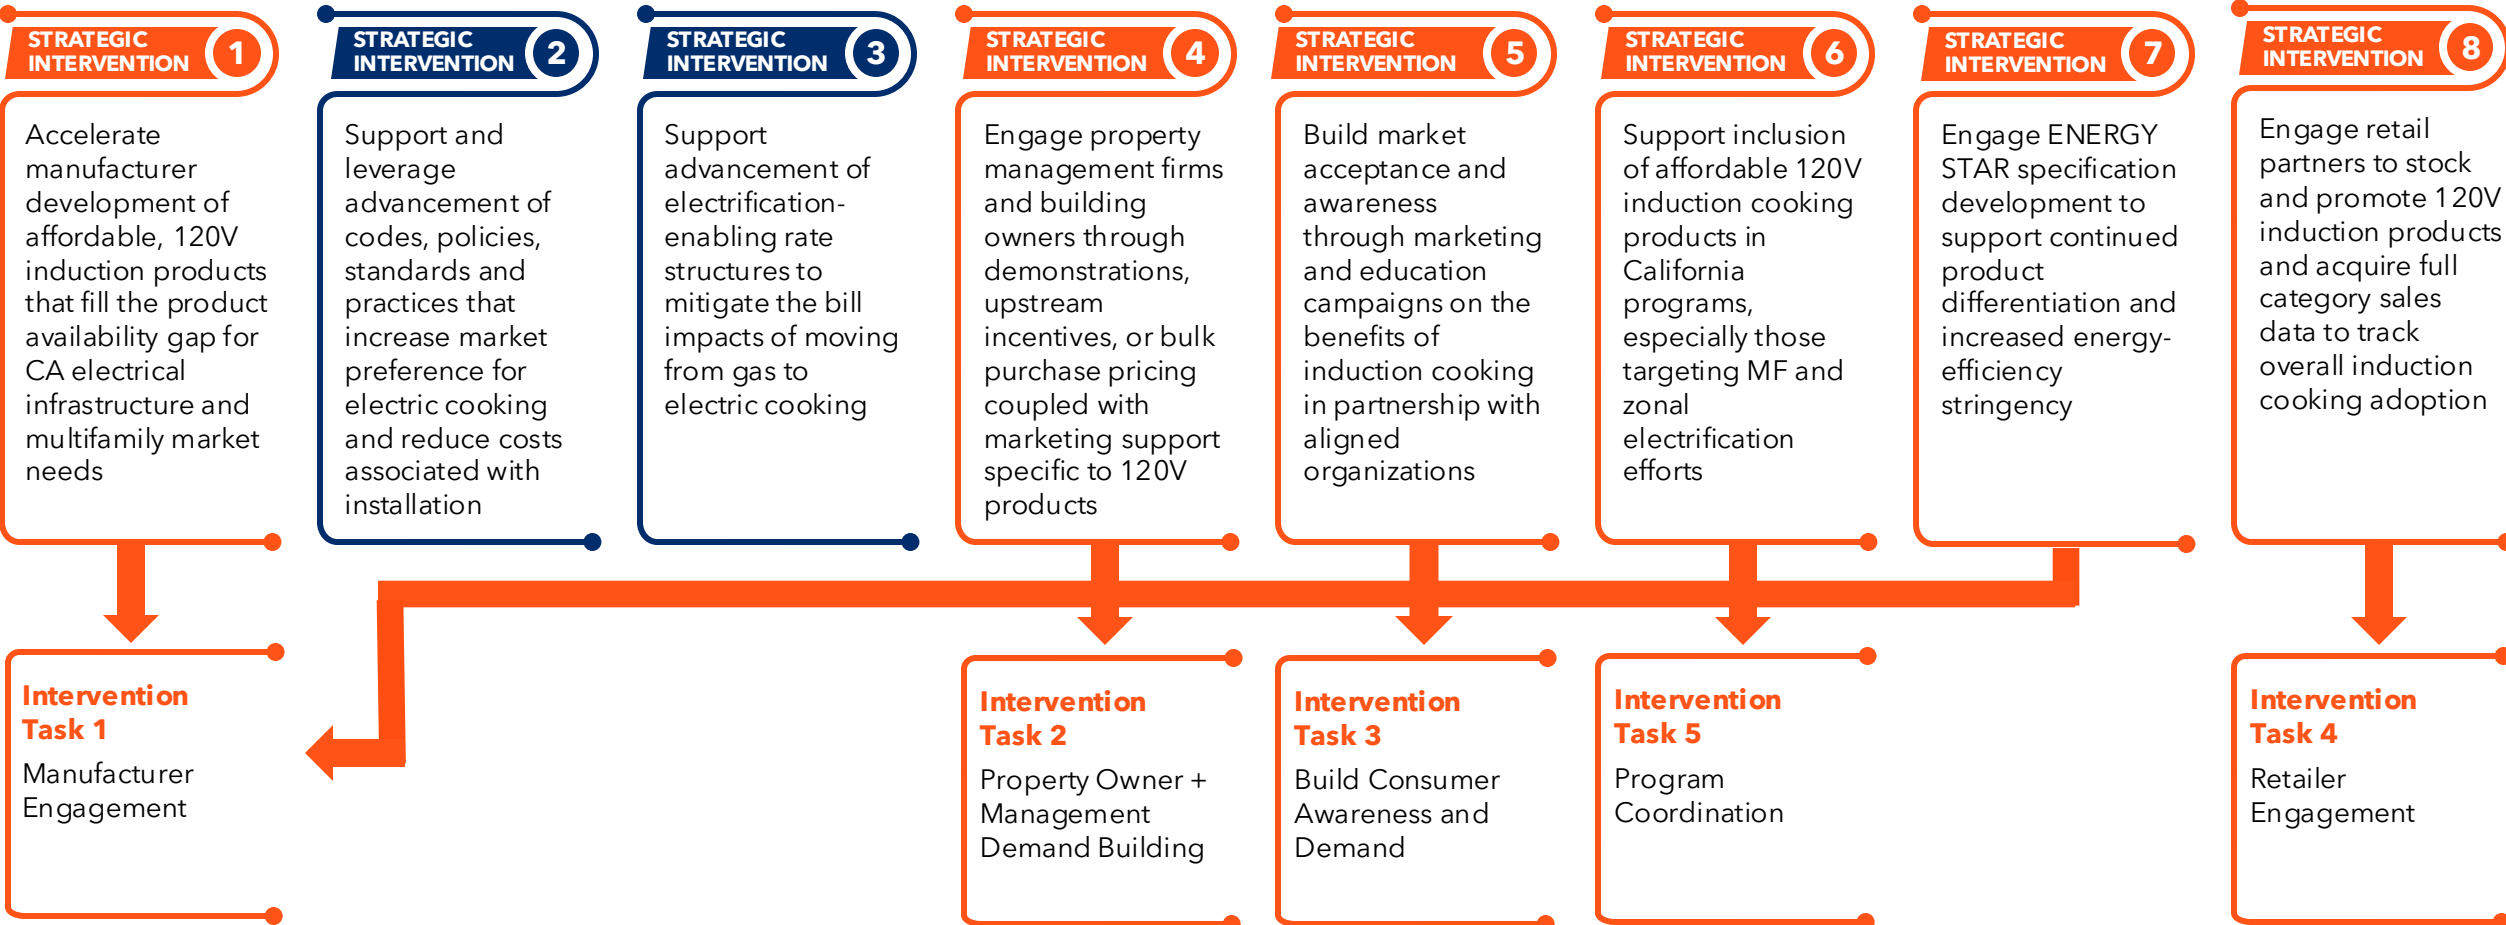 STRATEGIC
INTERVENTION
1
Accelerate
manufacturer
development of
affordable, 120V
induction products
that fill the product
availability gap for
CA electrical
infrastructure and
multifamily market
needs
STRATEGIC
INTERVENTION
2
Support and
leverage
advancement of
codes, policies,
standards and
practices that
increase market
preference for
electric cooking
and reduce costs
associated with
installation
STRATEGIC
INTERVENTION
3
Support
advancement of
electrification-
enabling rate
structures to
mitigate the bill
impacts of moving
from gas to
electric cooking
STRATEGIC
INTERVENTION
4
Engage property
management firms
and building
owners through
demonstrations,
upstream
incentives, or bulk
purchase pricing
coupled with
marketing support
specific to 120V
products
STRATEGIC
INTERVENTION
5
Build market
acceptance and
awareness
through marketing
and education
campaigns on the
benefits of
induction cooking
in partnership with
aligned
organizations
STRATEGIC
INTERVENTION
6
Support inclusion
of affordable 120V
induction cooking
products in
California
programs,
especially those
targeting MF and
zonal
electrification
efforts
STRATEGIC
INTERVENTION
7
Engage ENERGY
STAR specification
development to
support continued
product
differentiation and
increased energy-
efficiency
stringency
STRATEGIC
INTERVENTION
8
Engage retail
partners to stock
and promote 120V
induction products
and acquire full
category sales
data to track
overall induction
cooking adoption
Intervention
Task 1
Manufacturer
Engagement
Intervention
Task 2
Property Owner +
Management
Demand Building
Intervention
Task 3
Build Consumer
Awareness and
Demand
Intervention
Task 5
Program
Coordination
Intervention
Task 4
Retailer
Engagement